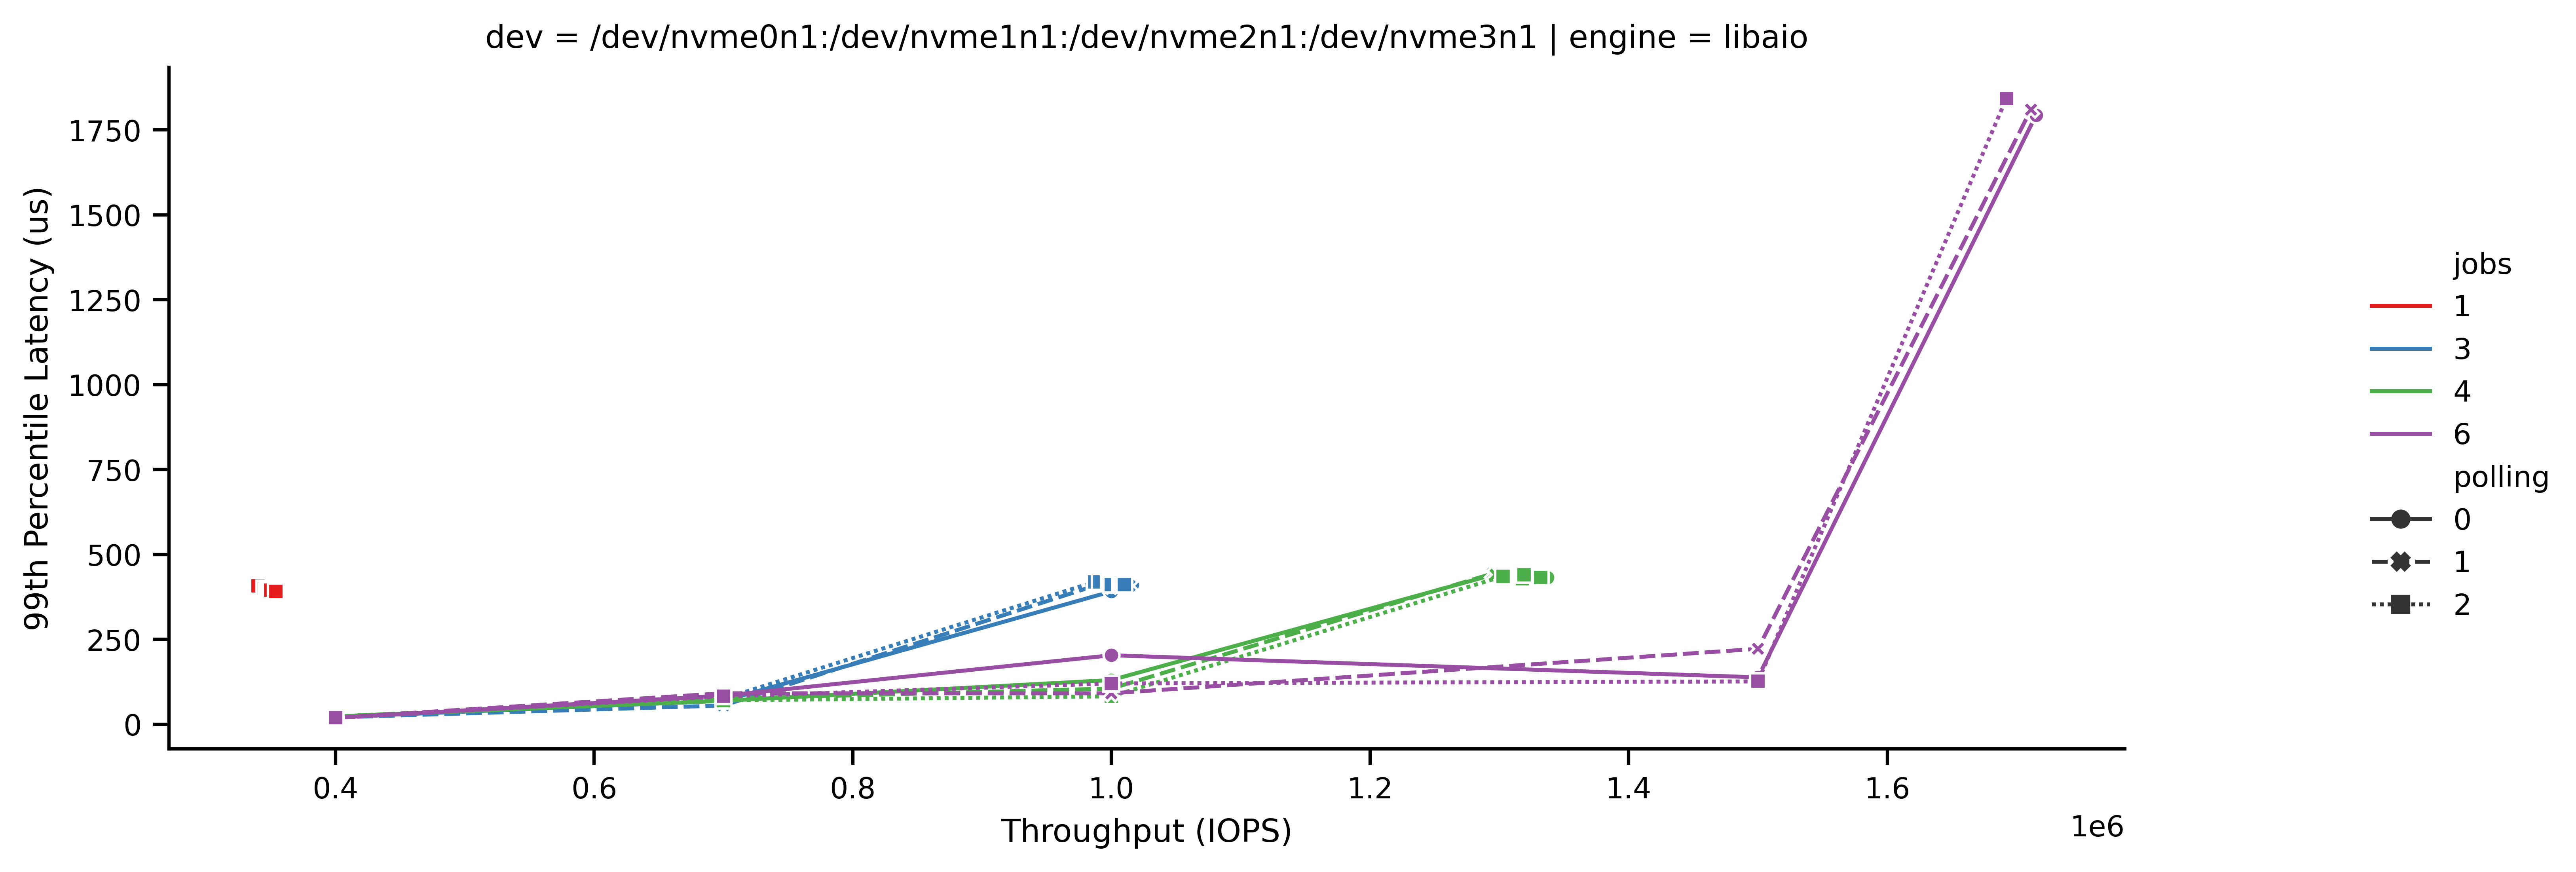 dev = /dev/nvme0n1:/dev/nvme1n1:/dev/nvme2n1:/dev/nvme3n1 | engine = libaio
99th Percentile Latency (us)
1750
1500
1250
1000
750
500
250
0
0.4 0.6 0.8 1.0 1.2 1.4 1.6
1e6
Throughput (IOPS)
jobs
1
3
4
6
polling
0
1
2